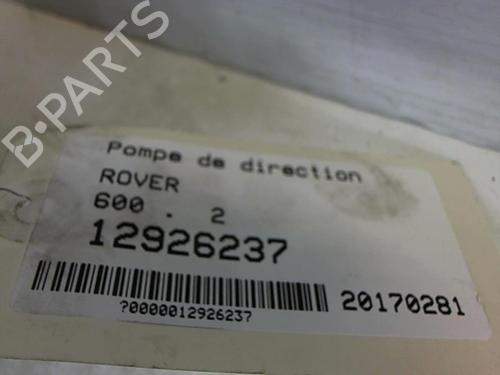 B-PARTS
Pompe de direction
ROVER
600 . 2
12926237
?0000012926237
20170281